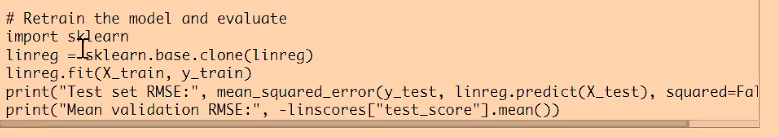 # Retrain the model and evaluate
import sklearn
linreg = sklearn.base.clone(linreg)
linreg.fit(X_train, y_train)
print("Test set RMSE:", mean_squared_error(y_test, linreg.predict(X_test), squared=Fal
print("Mean validation RMSE:", -linscores["test_score"].mean())